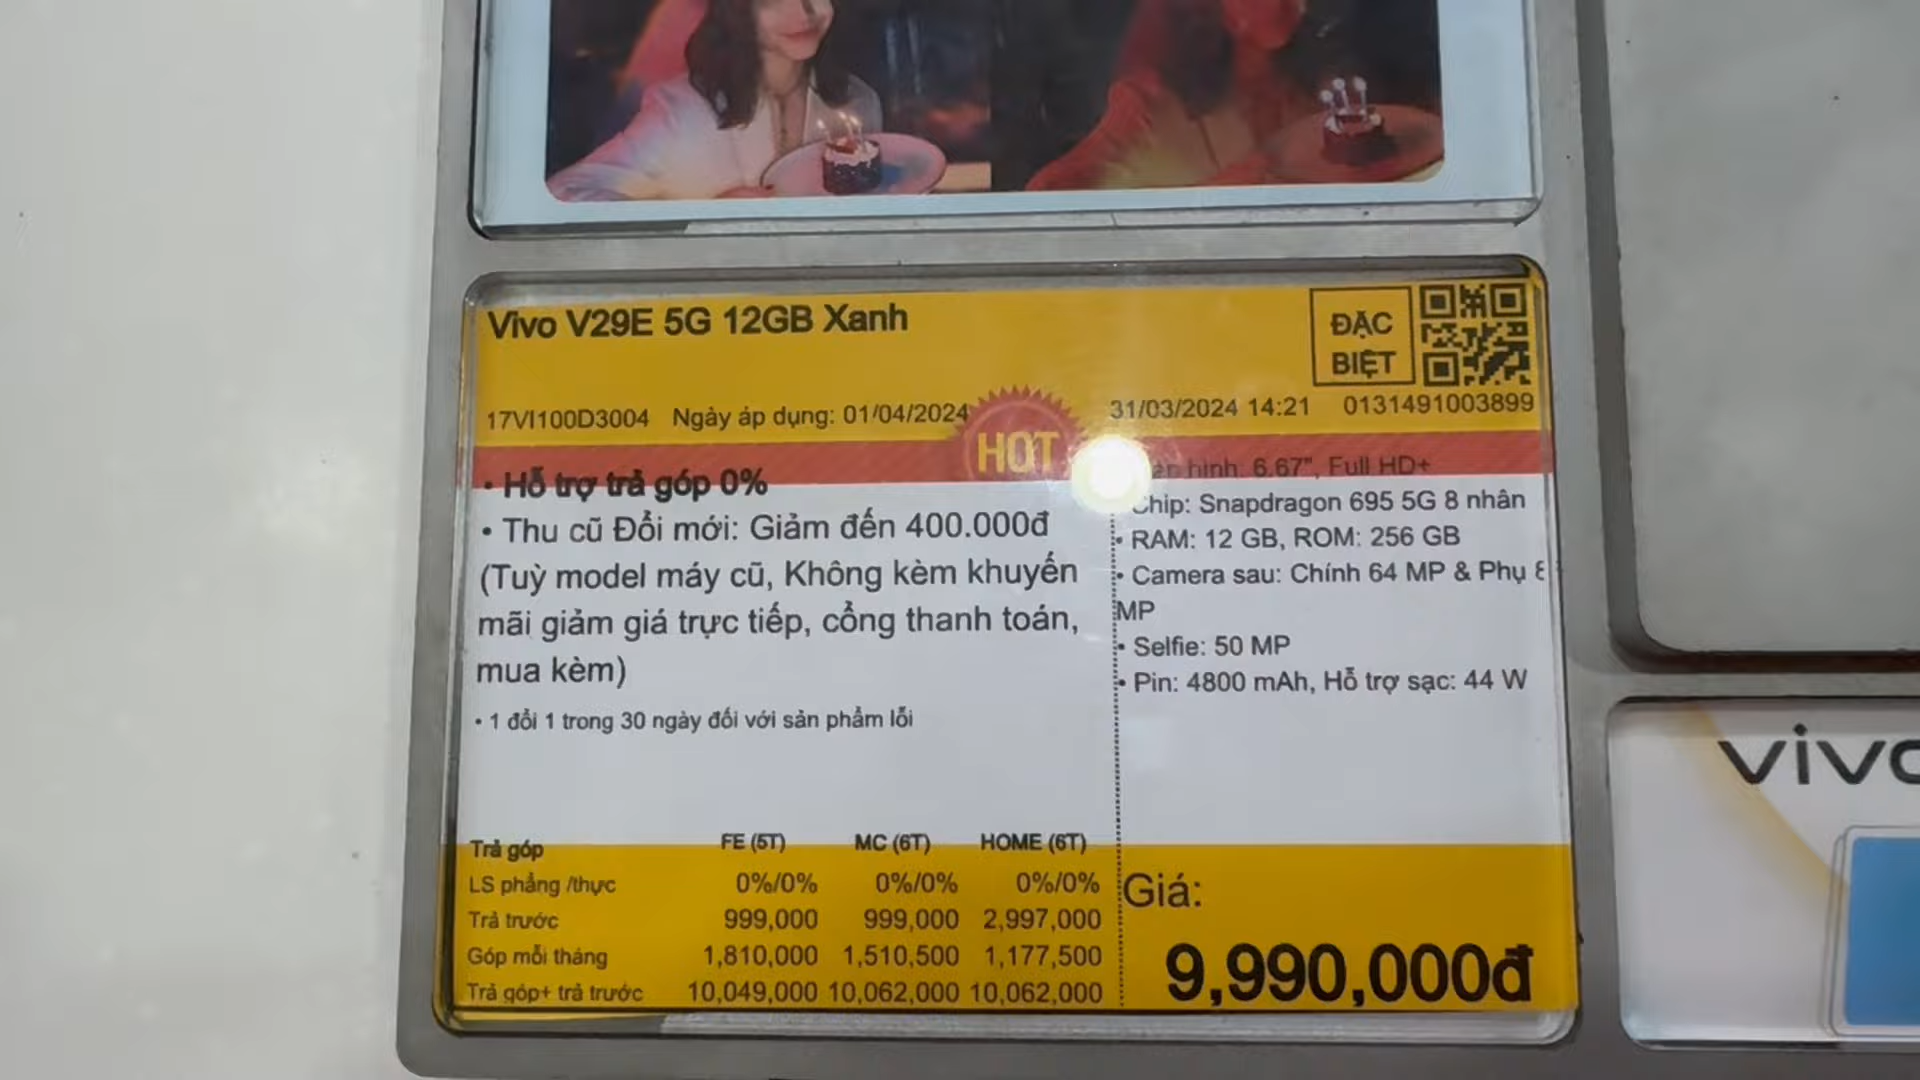 Vivo V29E 5G 12GB Xanh
ĐẶC
BIỆT
17VI100D3004 Ngày áp dụng: 01/04/2024
31/03/2024 14:21 0131491003899
HOT
• Hỗ trợ trả góp 0%
• Thu cũ Đổi mới: Giảm đến 400.000đ
(Tuỳ model máy cũ, Không kèm khuyến
mãi giảm giá trực tiếp, cổng thanh toán,
mua kèm)
• 1 đổi 1 trong 30 ngày đối với sản phẩm lỗi
hình: 6.67", Full HD+
Chip: Snapdragon 695 5G 8 nhân
• RAM: 12 GB, ROM: 256 GB
• Camera sau: Chính 64 MP & Phụ 8
MP
• Selfie: 50 MP
• Pin: 4800 mAh, Hỗ trợ sạc: 44 W
Trả góp FE (5T) MC (6T) HOME (6T)
LS phẳng /thực 0%/0% 0%/0% 0%/0%
Trả trước 999,000 999,000 2,997,000
Góp mỗi tháng 1,810,000 1,510,500 1,177,500
Trả góp+ trả trước 10,049,000 10,062,000 10,062,000
Giá:
9,990,000đ
vivo